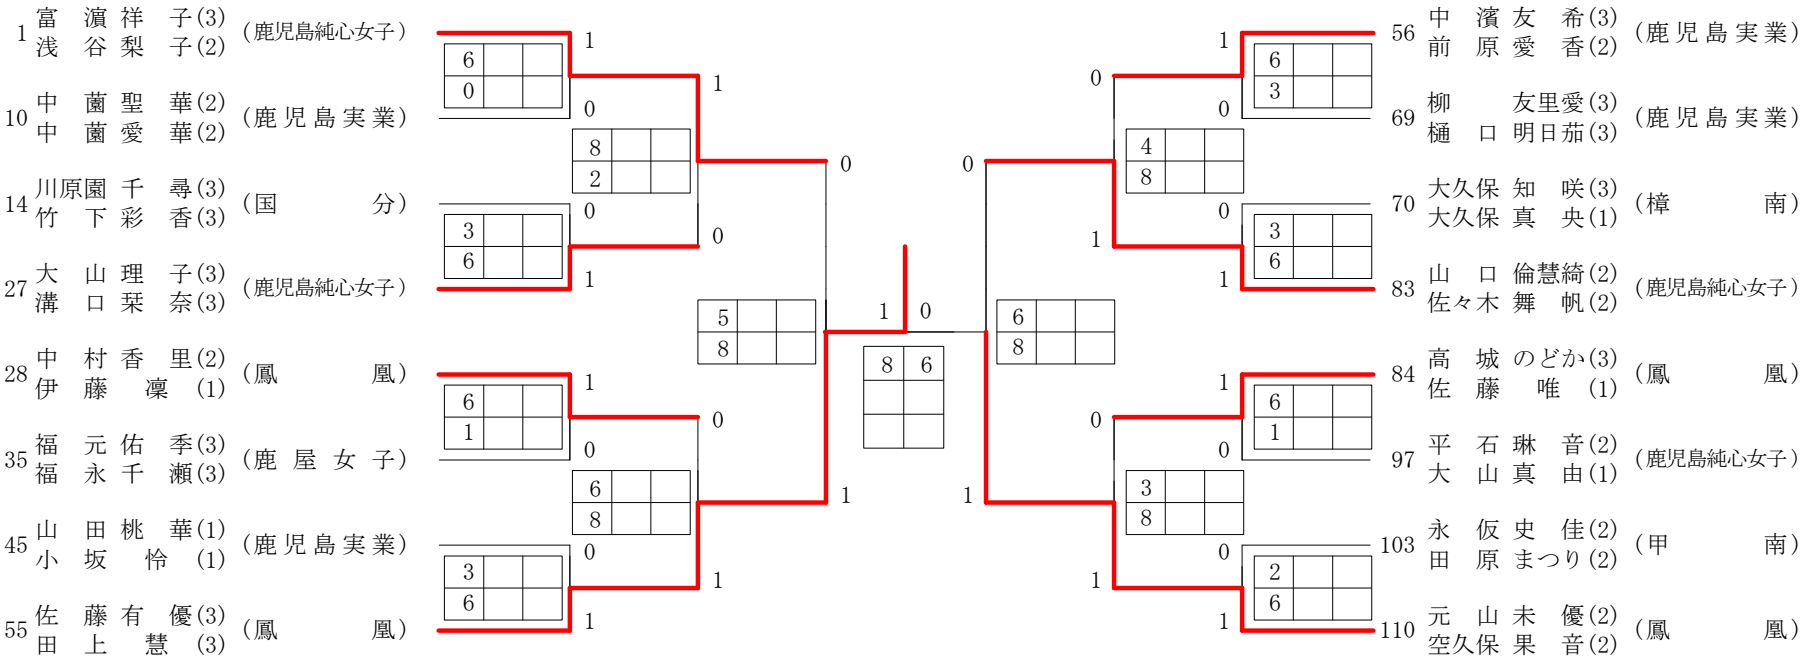 1 富　濵 祥　子(3) (鹿児島純心女子)
浅　谷 梨　子(2)
10 中　薗 聖　華(2) (鹿児島実業)
中　薗 愛　華(2)
14 川原園 千　尋(3) (国　分)
竹　下 彩　香(3)
27 大　山 理　子(3) (鹿児島純心女子)
溝　口 栞　奈(3)
28 中　村 香　里(2) (鳳　凰)
伊　藤　凜 (1)
35 福　元 佑　季(3) (鹿屋女子)
福　永 千　瀬(3)
45 山　田 桃　華(1) (鹿児島実業)
小　坂　怜 (1)
55 佐　藤 有　優(3) (鳳　凰)
田　上　慧 (3)
1
6
0
0
0
3
6
1
1
6
1
0
0
3
6
1
1
8
2
0
0
6
8
1
0
5
8
1
1 0
8 6
0
6
8
1
0
4
8
1
0
3
8
1
1
6
3
0
0
3
6
1
1
6
1
0
0
2
6
1
56 中　濱 友　希(3) (鹿児島実業)
前　原 愛　香(2)
69 柳　友里愛(3) (鹿児島実業)
樋　口 明日茄(3)
70 大久保 知　咲(3) (樟　南)
大久保 真　央(1)
83 山　口 倫慧綺(2) (鹿児島純心女子)
佐々木 舞　帆(2)
84 高　城 のどか(3) (鳳　凰)
佐　藤　唯 (1)
97 平　石 琳　音(2) (鹿児島純心女子)
大　山 真　由(1)
103 永　仮 史　佳(2) (甲　南)
田　原 まつり(2)
110 元　山 未　優(2) (鳳　凰)
空久保 果　音(2)